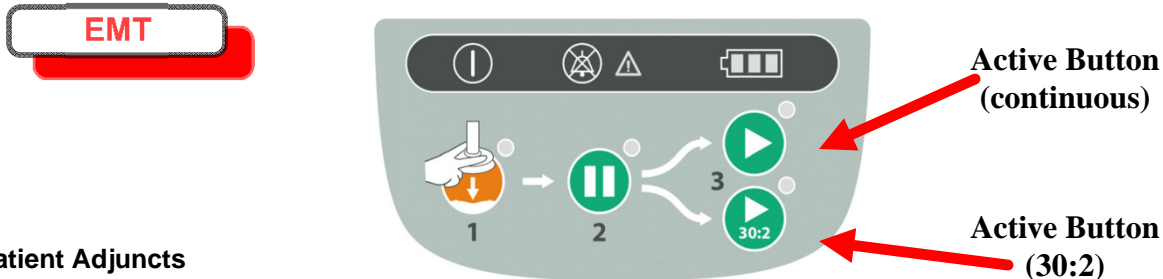 EMT
Active Button
(continuous)
3
30:2
1
2
Active Button
(30:2)
atient Adjuncts